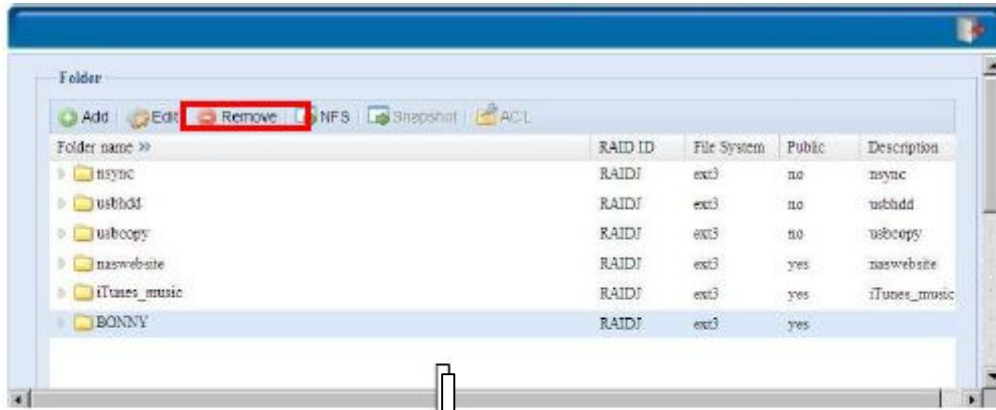 Folder
Add Edit Remove NFS Snapshot ACL
Folder name » RAID ID File System Public Description
nsync RAIDJ ext3 no nsync
usbhdd RAIDJ ext3 no usbhdd
usbcopy RAIDJ ext3 no usbcopy
naswebsite RAIDJ ext3 yes naswebsite
iTunes_music RAIDJ ext3 yes iTunes_music
BONNY RAIDJ ext3 yes